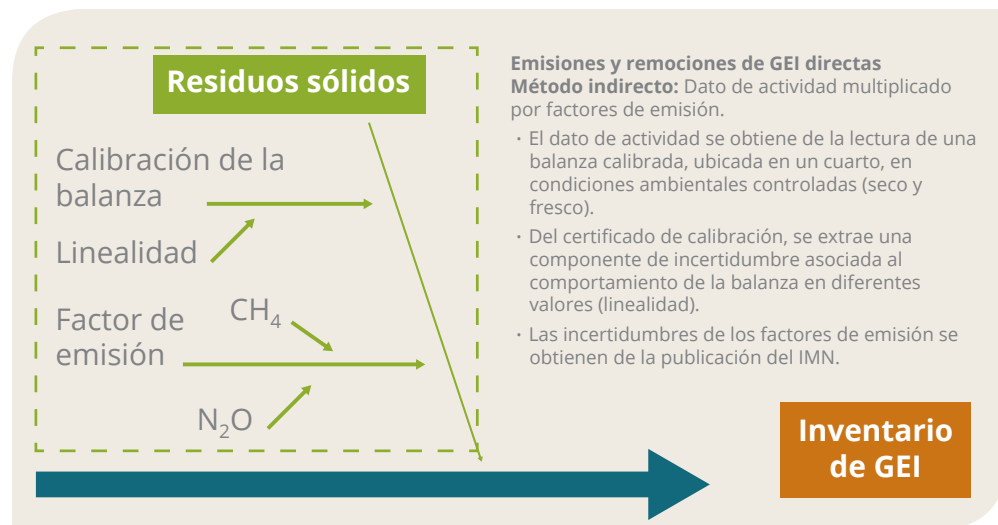 Residuos sólidos
Calibración de la
balanza
Linealidad
Factor de
emisión
CH₄
N₂O
Emisiones y remociones de GEI directas
Método indirecto: Dato de actividad multiplicado
por factores de emisión.
· El dato de actividad se obtiene de la lectura de una
balanza calibrada, ubicada en un cuarto, en
condiciones ambientales controladas (seco y
fresco).
· Del certificado de calibración, se extrae una
componente de incertidumbre asociada al
comportamiento de la balanza en diferentes
valores (linealidad).
· Las incertidumbres de los factores de emisión se
obtienen de la publicación del IMN.
Inventario
de GEI